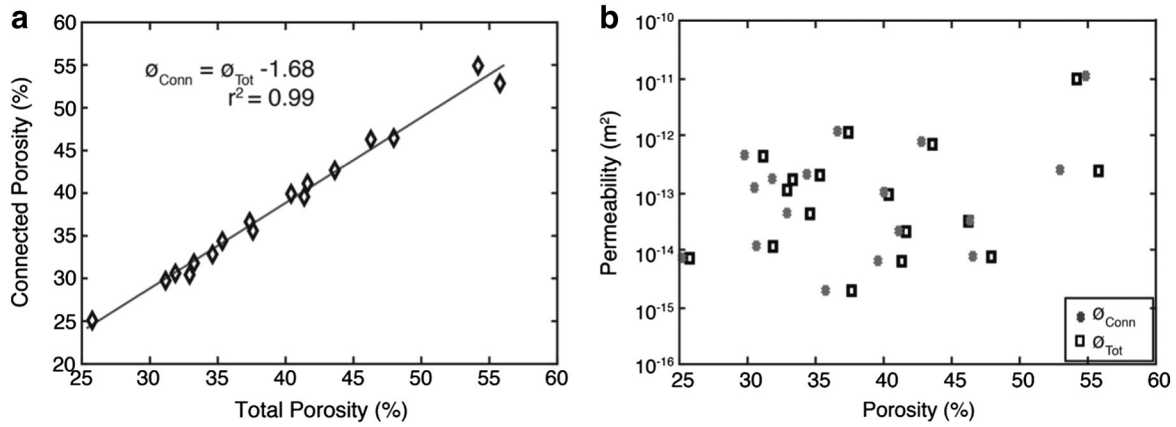 a
60
55
50
45
40
35
30
25
20
25 30 35 40 45 50 55 60
Connected Porosity (%)
Total Porosity (%)
øConn = øTot -1.68
r² = 0.99
b
10⁻¹⁰
10⁻¹¹
10⁻¹²
10⁻¹³
10⁻¹⁴
10⁻¹⁵
10⁻¹⁶
25 30 35 40 45 50 55 60
Permeability (m²)
Porosity (%)
øConn
øTot